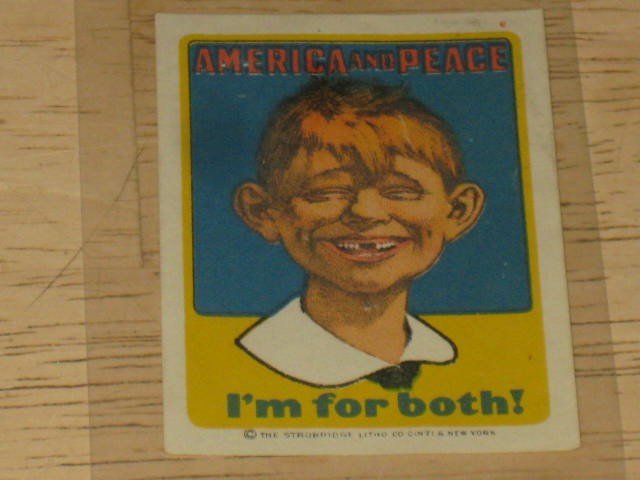 AMERICA AND PEACE
I'm for both!
© THE STROBRIDGE LITHO CO CINTI & NEW YORK